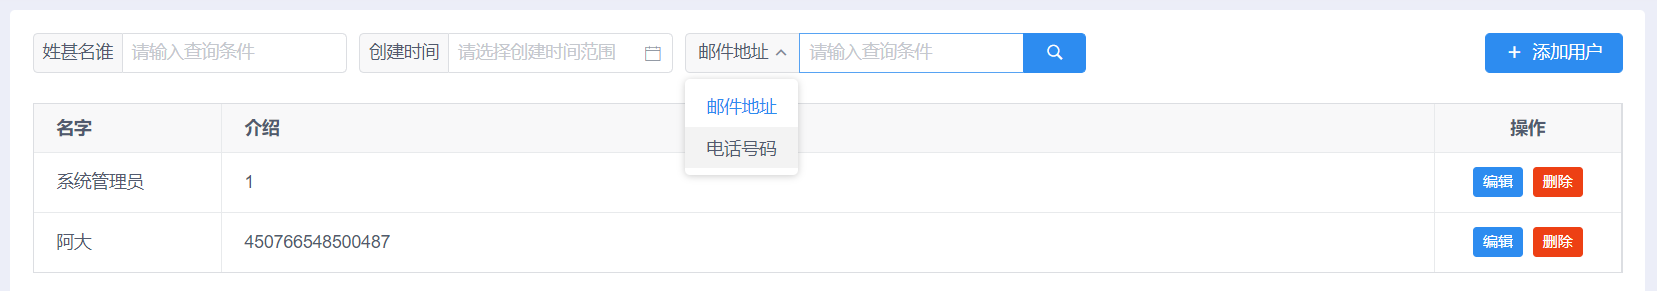 姓甚名谁 请输入查询条件 创建时间 请选择创建时间范围 邮件地址 请输入查询条件 + 添加用户
邮件地址
电话号码
名字 介绍 操作
系统管理员 1 编辑 删除
阿大 450766548500487 编辑 删除